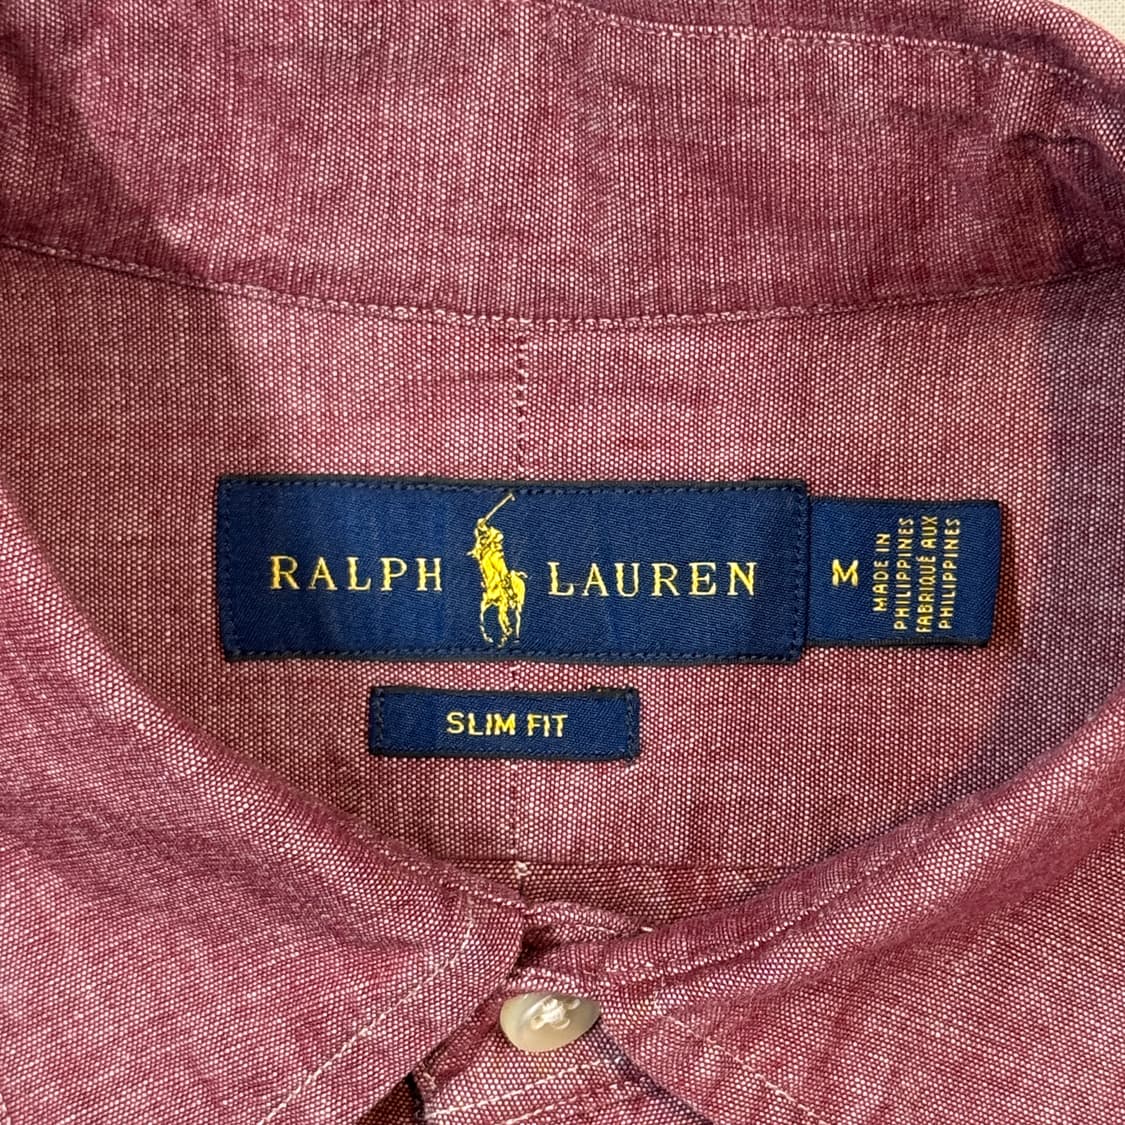 RALPH LAUREN
M
MADE IN
PHILIPPINES
FABRIQUÉ AUX
PHILIPPINES
SLIM FIT